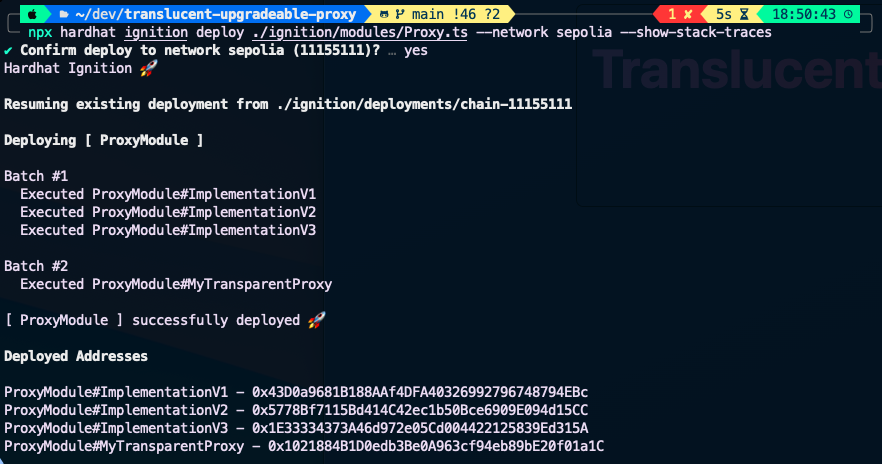 ~/dev/translucent-upgradeable-proxy main !46 ?2 1 ✘ 5s 18:50:43
npx hardhat ignition deploy ./ignition/modules/Proxy.ts --network sepolia --show-stack-traces
✔ Confirm deploy to network sepolia (11155111)? … yes
Hardhat Ignition 🚀
Translucent
Resuming existing deployment from ./ignition/deployments/chain-11155111
Deploying [ ProxyModule ]
Batch #1
Executed ProxyModule#ImplementationV1
Executed ProxyModule#ImplementationV2
Executed ProxyModule#ImplementationV3
Batch #2
Executed ProxyModule#MyTransparentProxy
[ ProxyModule ] successfully deployed 🚀
Deployed Addresses
ProxyModule#ImplementationV1 - 0x43D0a9681B188AAf4DFA40326992796748794EBc
ProxyModule#ImplementationV2 - 0x5778Bf7115Bd414C42ec1b50Bce6909E094d15CC
ProxyModule#ImplementationV3 - 0x1E33334373A46d972e05Cd004422125839Ed315A
ProxyModule#MyTransparentProxy - 0x1021884B1D0edb3Be0A963cf94eb89bE20f01a1C